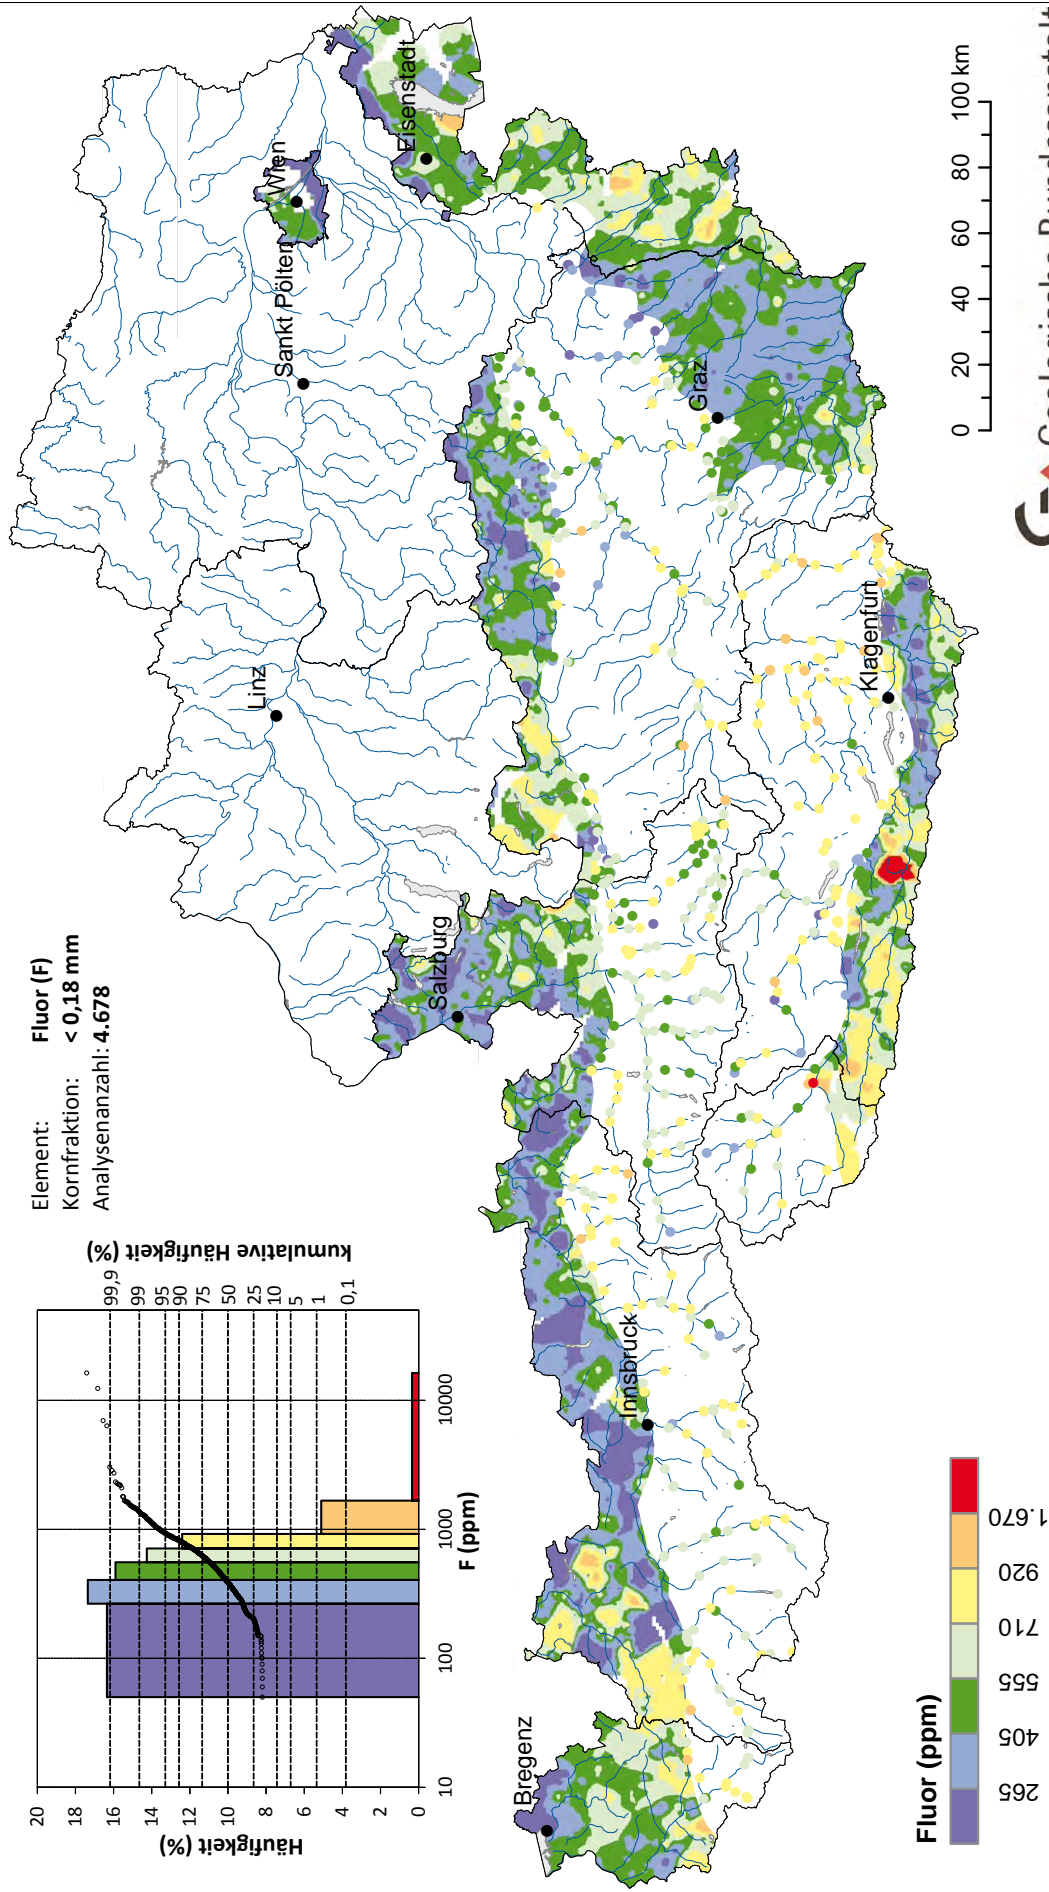 Element: Fluor (F)
Kornfraktion: < 0,18 mm
Analysenanzahl: 4.678
Häufigkeit (%)
20
18
16
14
12
10
8
6
4
2
0
kumulative Häufigkeit (%)
99,9
99
95
90
75
50
25
10
5
1
0,1
10
100
1000
10000
F (ppm)
Bregenz
Innsbruck
Salzburg
Linz
Sankt Pölten
Wien
Eisenstadt
Graz
Klagenfurt
Fluor (ppm)
265
405
555
710
920
1.670
0 20 40 60 80 100 km
Geologische Bundesanstalt